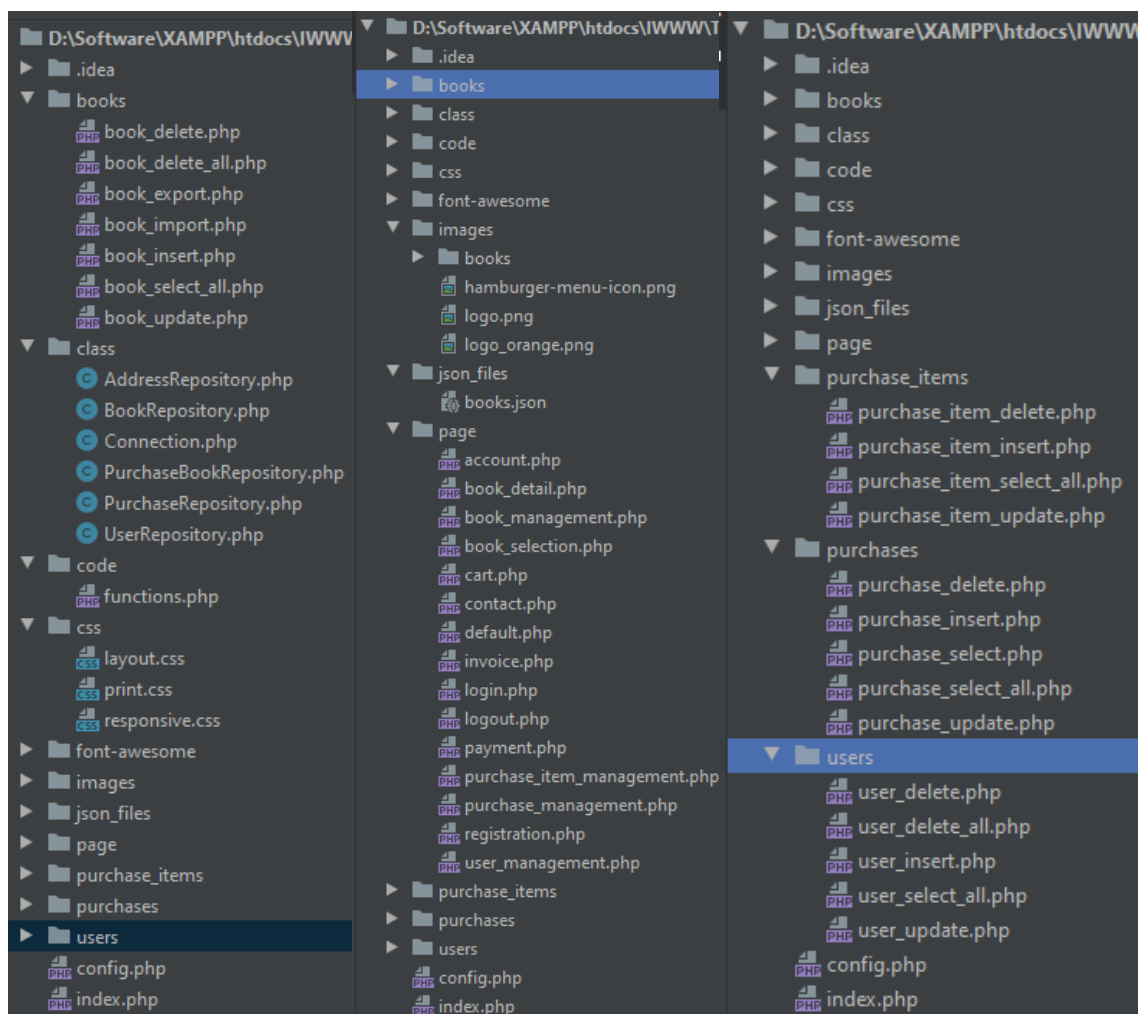 D:\Software\XAMPP\htdocs\IWWW
.idea
books
book_delete.php
book_delete_all.php
book_export.php
book_import.php
book_insert.php
book_select_all.php
book_update.php
class
AddressRepository.php
BookRepository.php
Connection.php
PurchaseBookRepository.php
PurchaseRepository.php
UserRepository.php
code
functions.php
css
layout.css
print.css
responsive.css
font-awesome
images
json_files
page
purchase_items
purchases
users
config.php
index.php
D:\Software\XAMPP\htdocs\IWWW\T
.idea
books
class
code
css
font-awesome
images
books
hamburger-menu-icon.png
logo.png
logo_orange.png
json_files
books.json
page
account.php
book_detail.php
book_management.php
book_selection.php
cart.php
contact.php
default.php
invoice.php
login.php
logout.php
payment.php
purchase_item_management.php
purchase_management.php
registration.php
user_management.php
purchase_items
purchases
users
config.php
index.php
D:\Software\XAMPP\htdocs\IWWW
.idea
books
class
code
css
font-awesome
images
json_files
page
purchase_items
purchase_item_delete.php
purchase_item_insert.php
purchase_item_select_all.php
purchase_item_update.php
purchases
purchase_delete.php
purchase_insert.php
purchase_select.php
purchase_select_all.php
purchase_update.php
users
user_delete.php
user_delete_all.php
user_insert.php
user_select_all.php
user_update.php
config.php
index.php